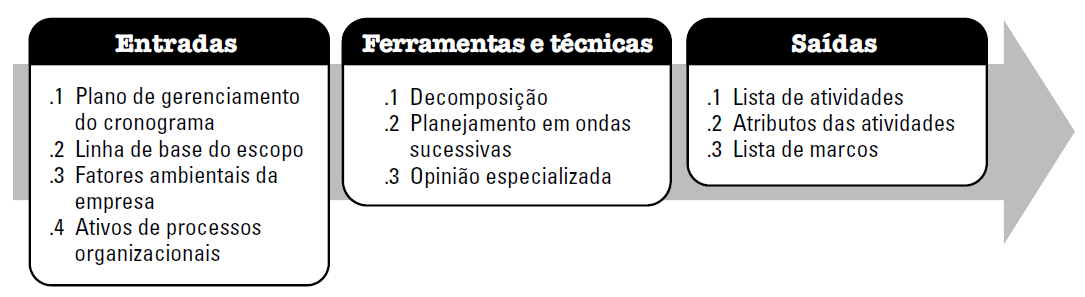 Entradas
.1 Plano de gerenciamento
do cronograma
.2 Linha de base do escopo
.3 Fatores ambientais da
empresa
.4 Ativos de processos
organizacionais
Ferramentas e técnicas
.1 Decomposição
.2 Planejamento em ondas
sucessivas
.3 Opinião especializada
Saídas
.1 Lista de atividades
.2 Atributos das atividades
.3 Lista de marcos